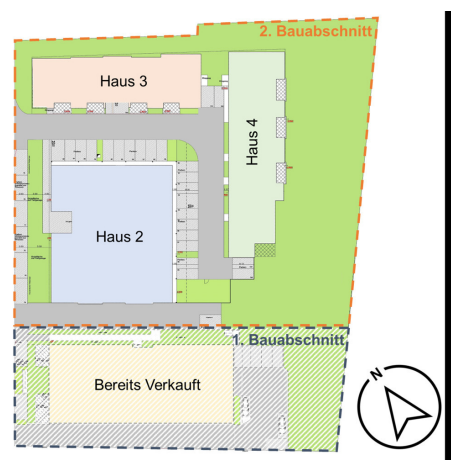 2. Bauabschnitt
Haus 3
Haus 4
Haus 2
1. Bauabschnitt
Bereits Verkauft
N